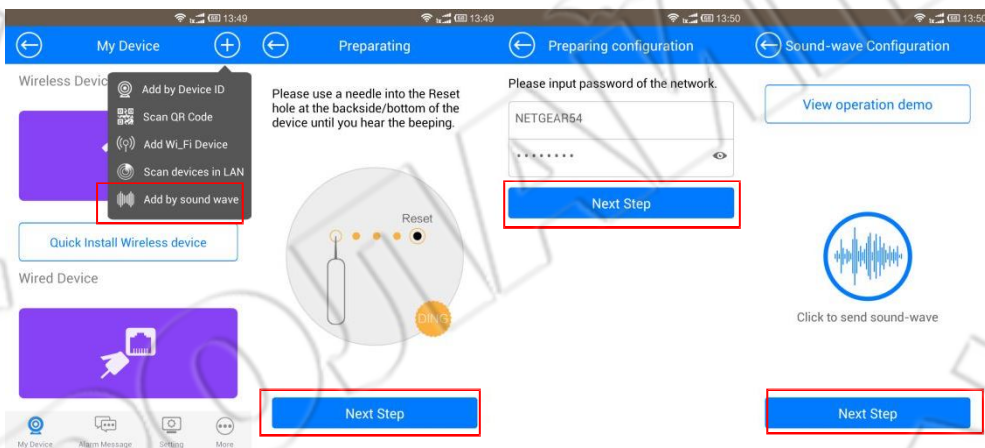 13:49
My Device
Wireless Devic
Add by Device ID
Scan QR Code
Add Wi_Fi Device
Scan devices in LAN
Add by sound wave
Quick Install Wireless device
Wired Device
My Device
Alarm Message
Setting
More
13:49
Preparating
Please use a needle into the Reset
hole at the backside/bottom of the
device until you hear the beeping.
Reset
DING
Next Step
13:50
Preparing configuration
Please input password of the network.
NETGEAR54
Next Step
13:50
Sound-wave Configuration
View operation demo
Click to send sound-wave
Next Step